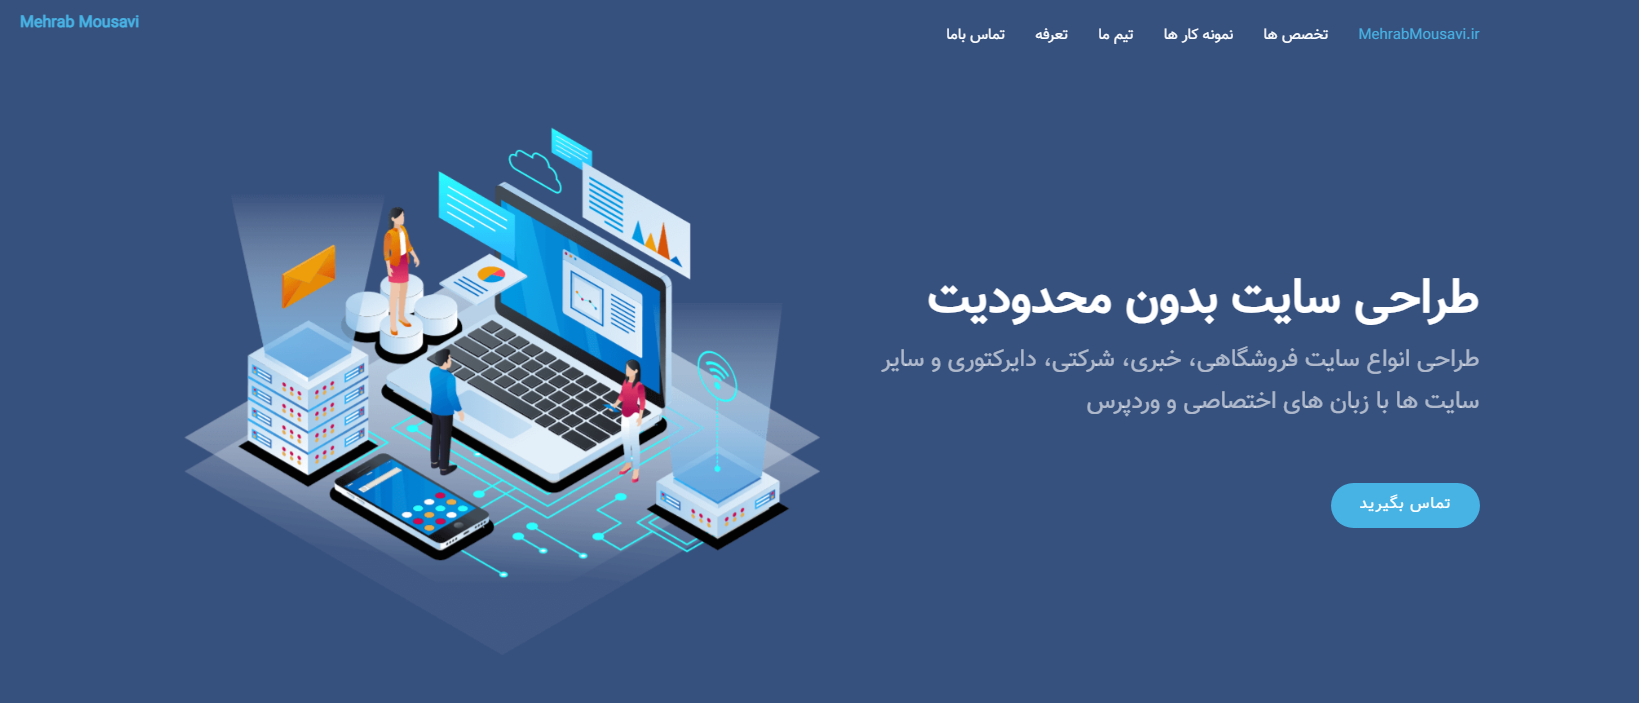 Mehrab Mousavi
MehrabMousavi.ir تخصص ها نمونه کار ها تیم ما تعرفه تماس باما
طراحی سایت بدون محدودیت
طراحی انواع سایت فروشگاهی، خبری، شرکتی، دایرکتوری و سایر
سایت ها با زبان های اختصاصی و وردپرس
تماس بگیرید